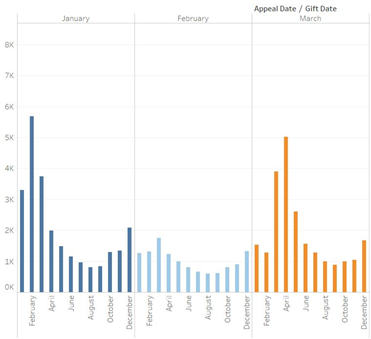 Appeal Date / Gift Date
January
February
March
8K
7K
6K
5K
4K
3K
2K
1K
0K
February
April
June
August
October
December
February
April
June
August
October
December
February
April
June
August
October
December